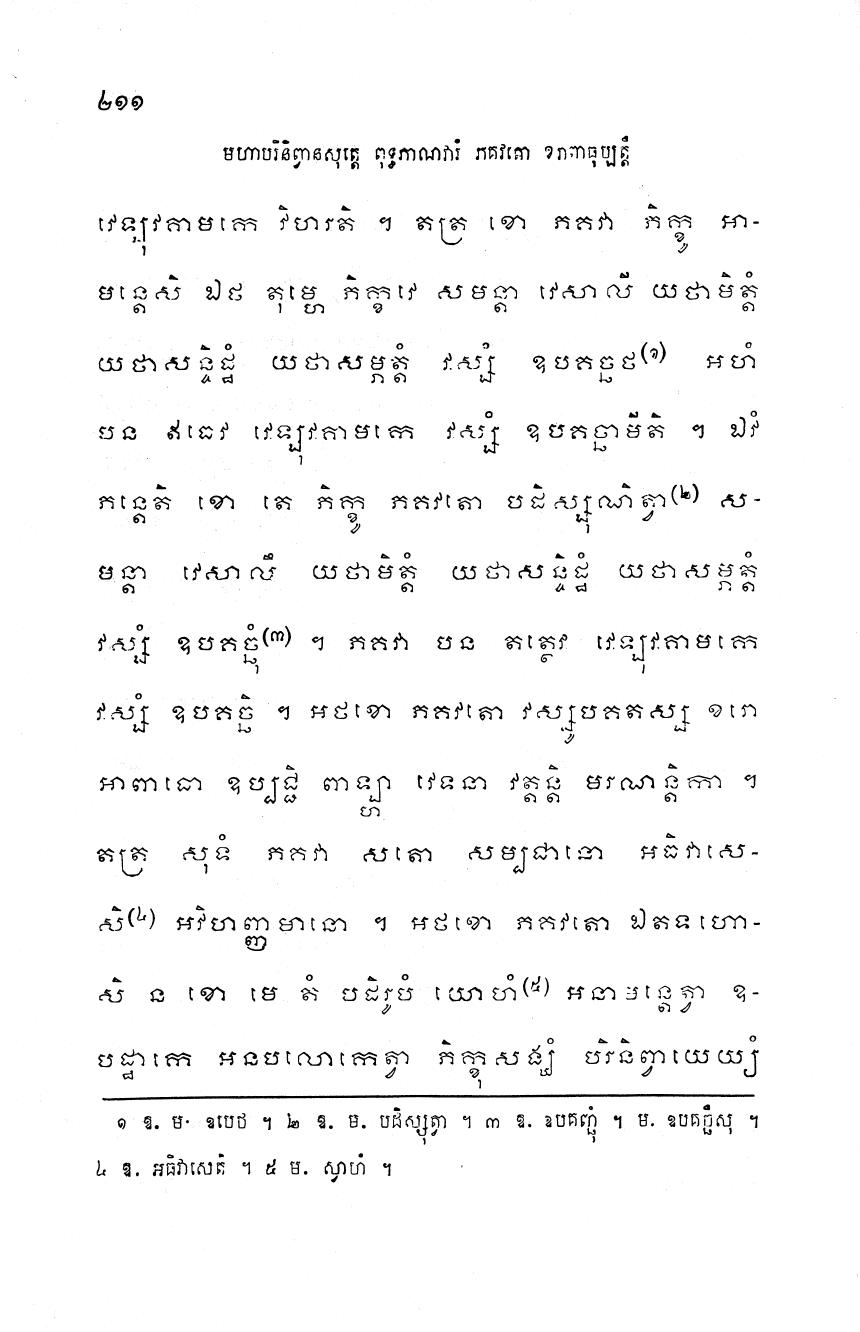 ២១១
មហាបរិនិព្វានសុត្តេ ពុទ្ធភាណវារំ ភគវតោ ខរាពាធុប្បត្តិ
វេឡុវគាមកេ វិហរតិ ។ តត្រ ខោ ភគវា ភិក្ខូ អា-
មន្តេសិ ឯថ តុម្ហេ ភិក្ខវេ សមន្តា វេសាលឹ យថាមិត្តំ
យថាសន្ទិដ្ឋំ យថាសម្ភត្តំ វស្សំ ឧបគច្ឆថ(១) អហំ
បន ឥធេវ វេឡុវគាមកេ វស្សំ ឧបគច្ឆាមីតិ ។ ឯវំ
ភន្តេតិ ខោ តេ ភិក្ខូ ភគវតោ បដិស្សុណិត្វា(២) ស-
មន្តា វេសាលឹ យថាមិត្តំ យថាសន្ទិដ្ឋំ យថាសម្ភត្តំ
វស្សំ ឧបគច្ឆុំ(៣) ។ ភគវា បន តត្ថេវ វេឡុវគាមកេ
វស្សំ ឧបគច្ឆិ ។ អថខោ ភគវតោ វស្សូបគតស្ស ខរោ
អាពាធោ ឧប្បជ្ជិ ពាឡ្ហា វេទនា វត្តន្តិ មរណន្តិកា ។
តត្រ សុទំ ភគវា សតោ សម្បជានោ អធិវាសេ-
សិ(៤) អវិហញ្ញមានោ ។ អថខោ ភគវតោ ឯតទហោ-
សិ ន ខោ មេ តំ បដិរូបំ យោហំ(៥) អនាមន្តេត្វា ឧ-
បដ្ឋាកេ អនបលោកេត្វា ភិក្ខុសង្ឃំ បរិនិព្វាយេយ្យំ
១ ឱ. ម. ឧបេថ ។ ២ ឱ. ម. បដិស្សុត្វា ។ ៣ ឱ. ឧបគញ្ឆុំ ។ ម. ឧបគច្ឆឹសុ ។
៤ ឱ. អធិវាសេតិ ។ ៥ ម. ស្វាហំ ។